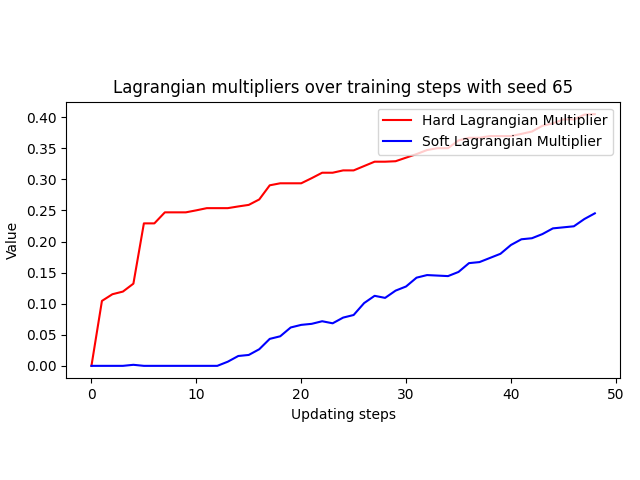 Lagrangian multipliers over training steps with seed 65
Hard Lagrangian Multiplier
Soft Lagrangian Multiplier
Value
0.40
0.35
0.30
0.25
0.20
0.15
0.10
0.05
0.00
0 10 20 30 40 50
Updating steps